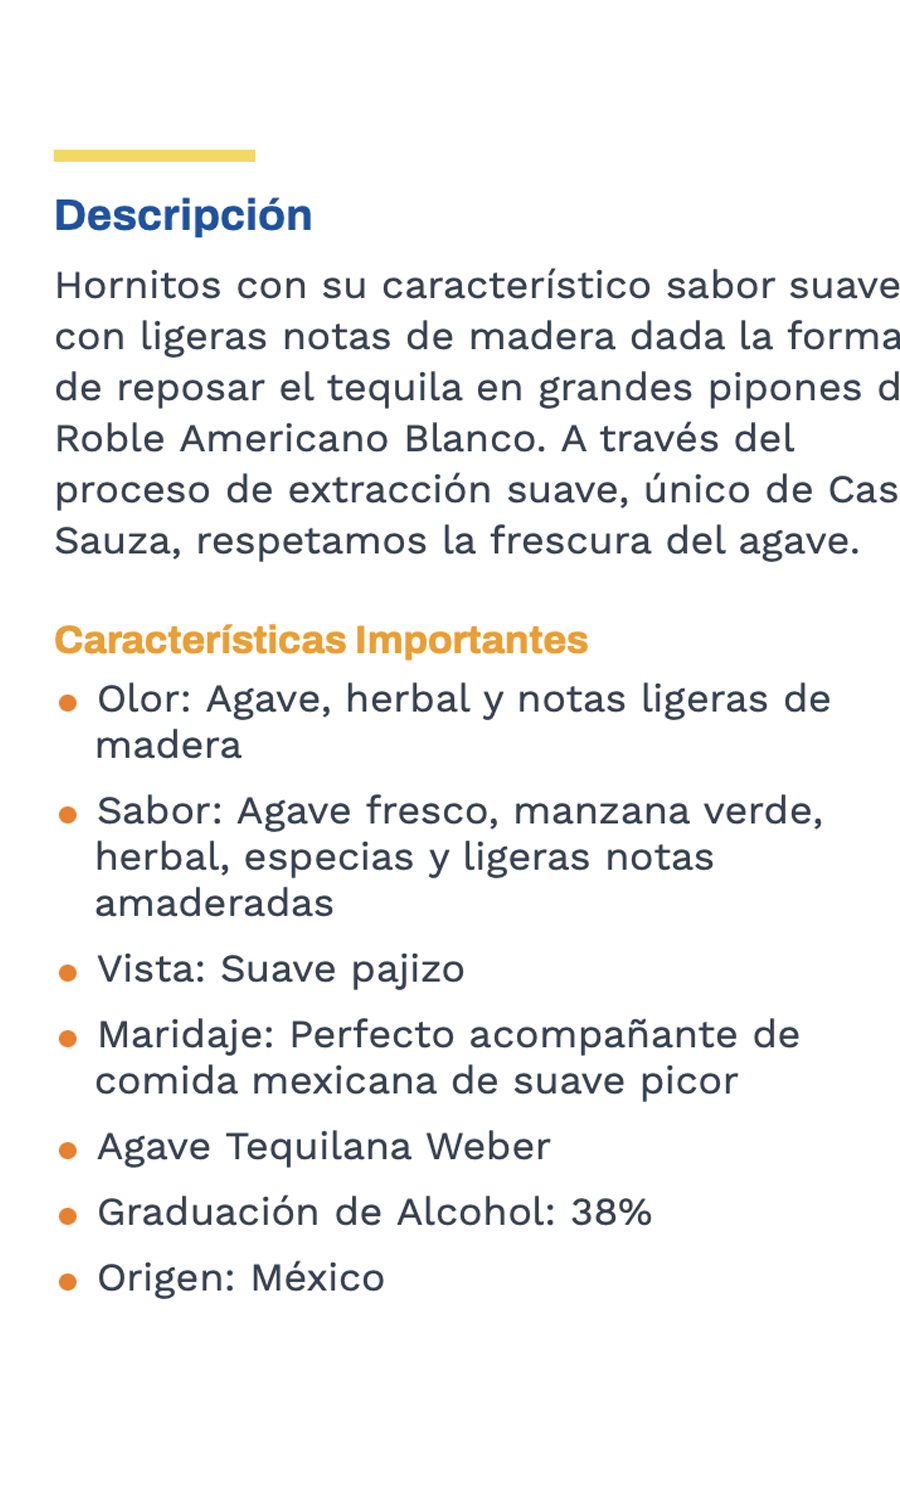 Descripción
Hornitos con su característico sabor suave
con ligeras notas de madera dada la forma
de reposar el tequila en grandes pipones d
Roble Americano Blanco. A través del
proceso de extracción suave, único de Cas
Sauza, respetamos la frescura del agave.
Características Importantes
Olor: Agave, herbal y notas ligeras de
madera
Sabor: Agave fresco, manzana verde,
herbal, especias y ligeras notas
amaderadas
Vista: Suave pajizo
Maridaje: Perfecto acompañante de
comida mexicana de suave picor
Agave Tequilana Weber
Graduación de Alcohol: 38%
Origen: México